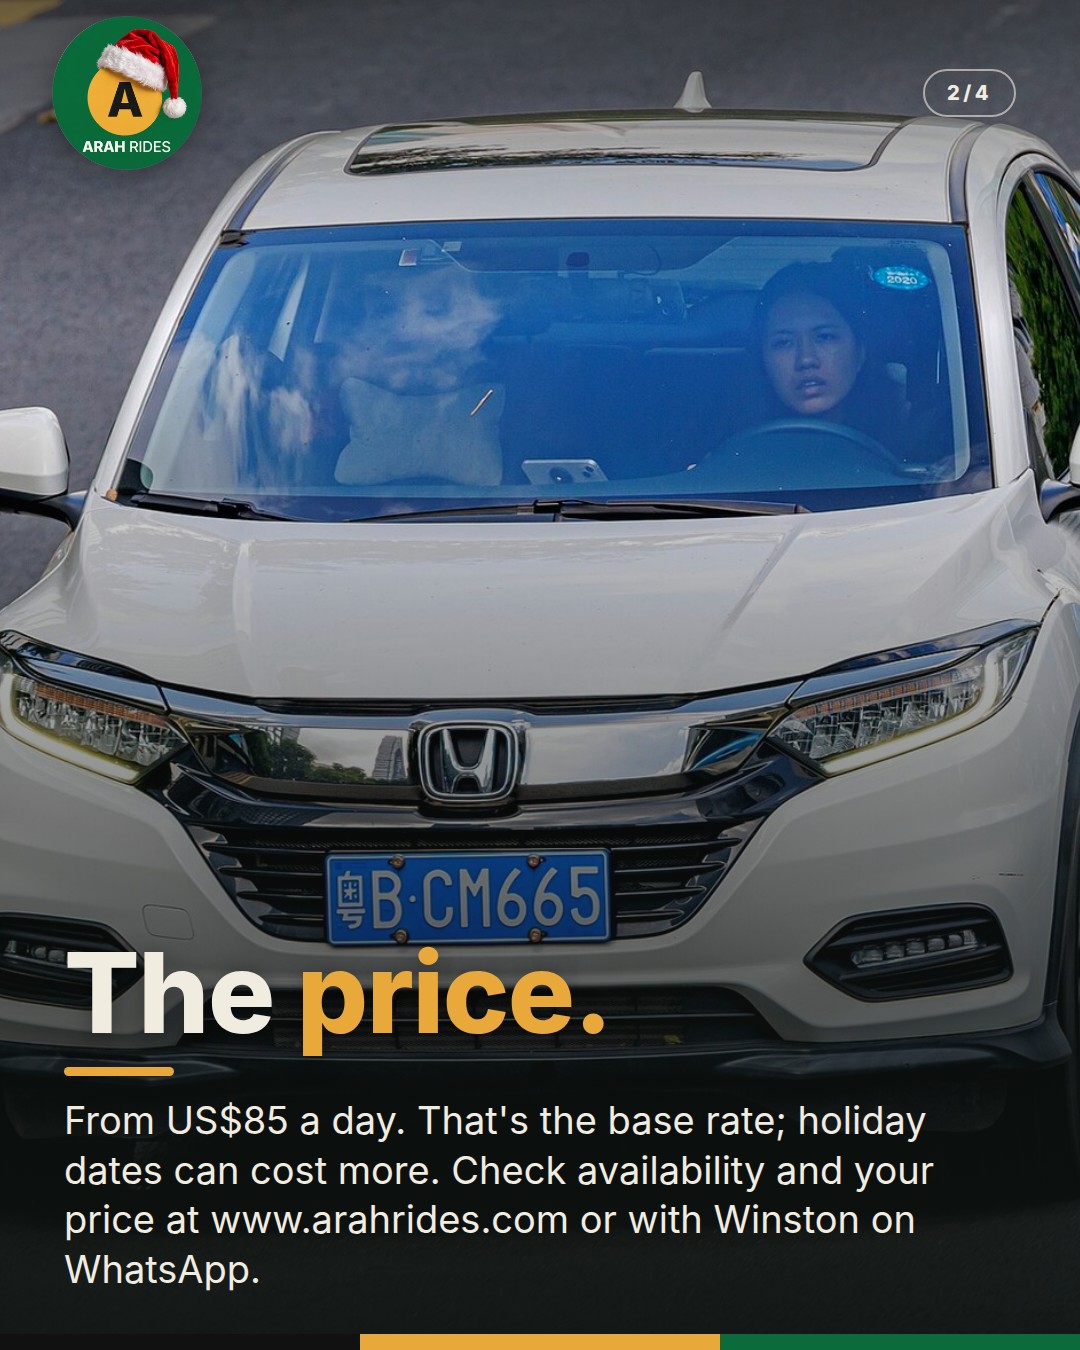 A
ARAH RIDES
2/4
2020
粤B·CM665
The price.
From US$85 a day. That's the base rate; holiday
dates can cost more. Check availability and your
price at www.arahrides.com or with Winston on
WhatsApp.